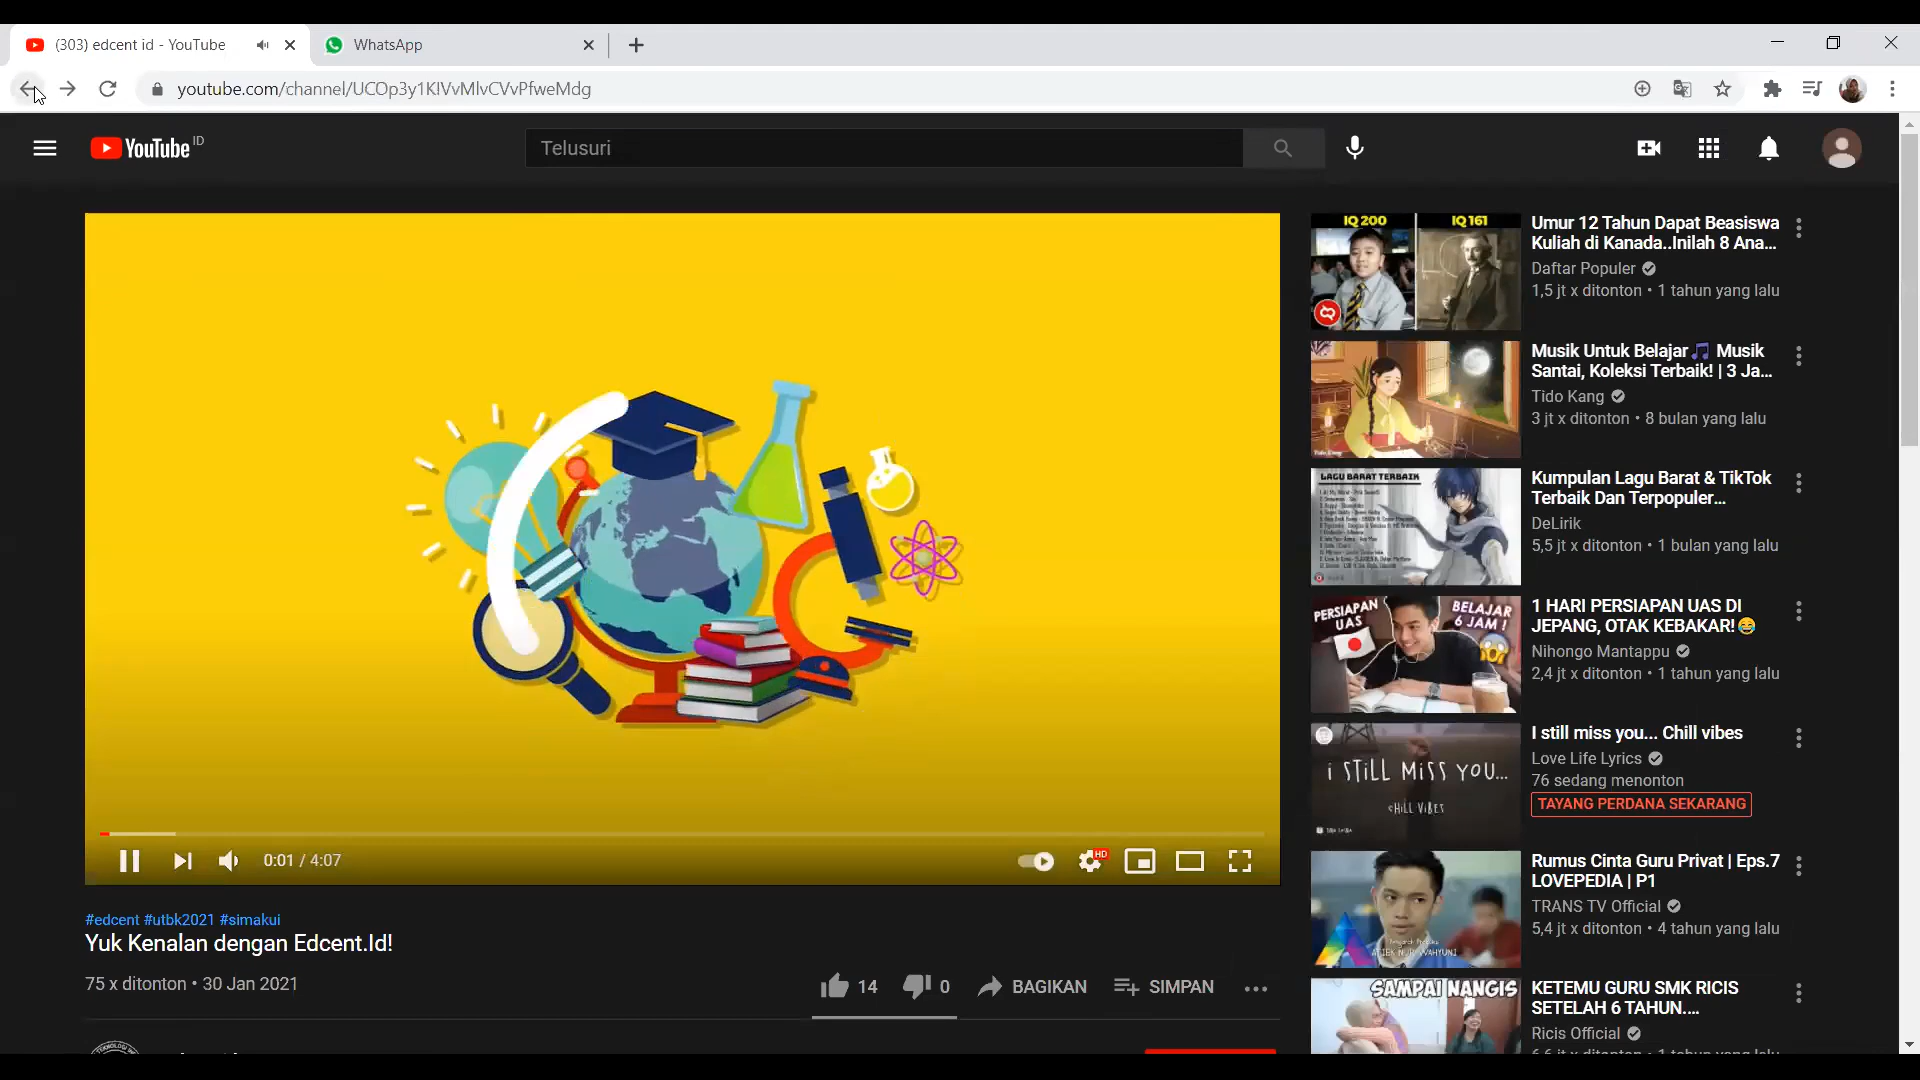 (303) edcent id - YouTube
WhatsApp
youtube.com/channel/UCOp3y1KIVvMlvCVvPfweMdg
YouTube ID
Telusuri
0:01 / 4:07
HD
#edcent #utbk2021 #simakui
Yuk Kenalan dengan Edcent.Id!
75 x ditonton • 30 Jan 2021
14
0
BAGIKAN
SIMPAN
IQ 200
IQ 161
Umur 12 Tahun Dapat Beasiswa
Kuliah di Kanada..Inilah 8 Ana...
Daftar Populer
1,5 jt x ditonton • 1 tahun yang lalu
Musik Untuk Belajar🎵 Musik
Santai, Koleksi Terbaik! | 3 Ja...
Tido Kang
3 jt x ditonton • 8 bulan yang lalu
LAGU BARAT TERBAIK
Kumpulan Lagu Barat & TikTok
Terbaik Dan Terpopuler...
DeLirik
5,5 jt x ditonton • 1 bulan yang lalu
PERSIAPAN
UAS
BELAJAR
6 JAM !
1 HARI PERSIAPAN UAS DI
JEPANG, OTAK KEBAKAR!😂
Nihongo Mantappu
2,4 jt x ditonton • 1 tahun yang lalu
i STiLL MiSS YOU...
CHiLL ViBES
I still miss you... Chill vibes
Love Life Lyrics
76 sedang menonton
TAYANG PERDANA SEKARANG
Rumus Cinta Guru Privat | Eps.7
LOVEPEDIA | P1
TRANS TV Official
5,4 jt x ditonton • 4 tahun yang lalu
SAMPAI NANGIS
KETEMU GURU SMK RICIS
SETELAH 6 TAHUN....
Ricis Official